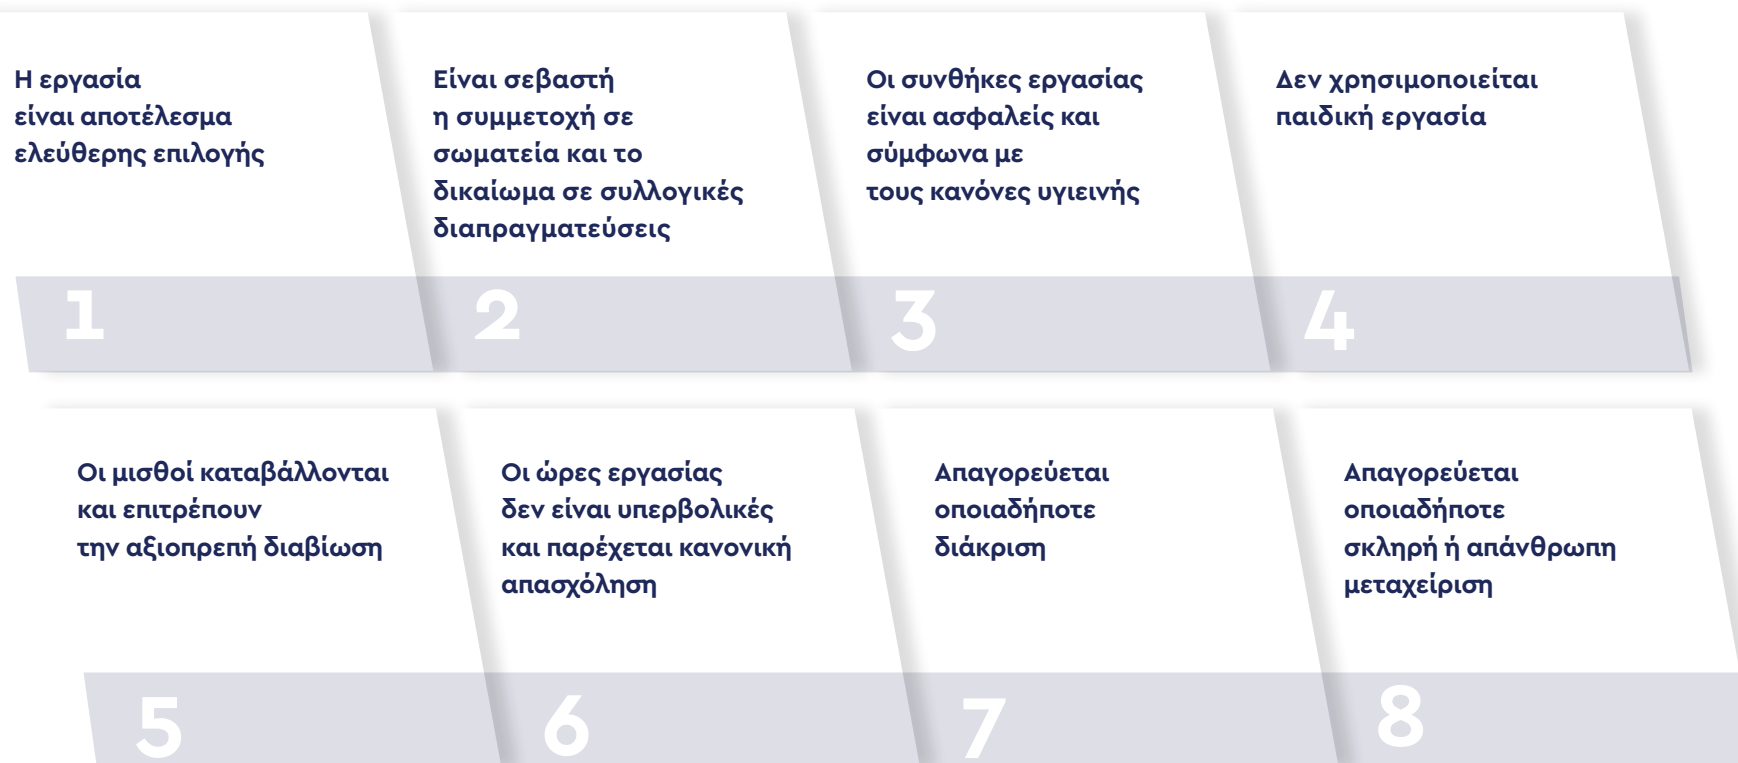 Η εργασία
είναι αποτέλεσμα
ελεύθερης επιλογής
1
Είναι σεβαστή
η συμμετοχή σε
σωματεία και το
δικαίωμα σε συλλογικές
διαπραγματεύσεις
2
Οι συνθήκες εργασίας
είναι ασφαλείς και
σύμφωνα με
τους κανόνες υγιεινής
3
Δεν χρησιμοποιείται
παιδική εργασία
4
Οι μισθοί καταβάλλονται
και επιτρέπουν
την αξιοπρεπή διαβίωση
5
Οι ώρες εργασίας
δεν είναι υπερβολικές
και παρέχεται κανονική
απασχόληση
6
Απαγορεύεται
οποιαδήποτε
διάκριση
7
Απαγορεύεται
οποιαδήποτε
σκληρή ή απάνθρωπη
μεταχείριση
8